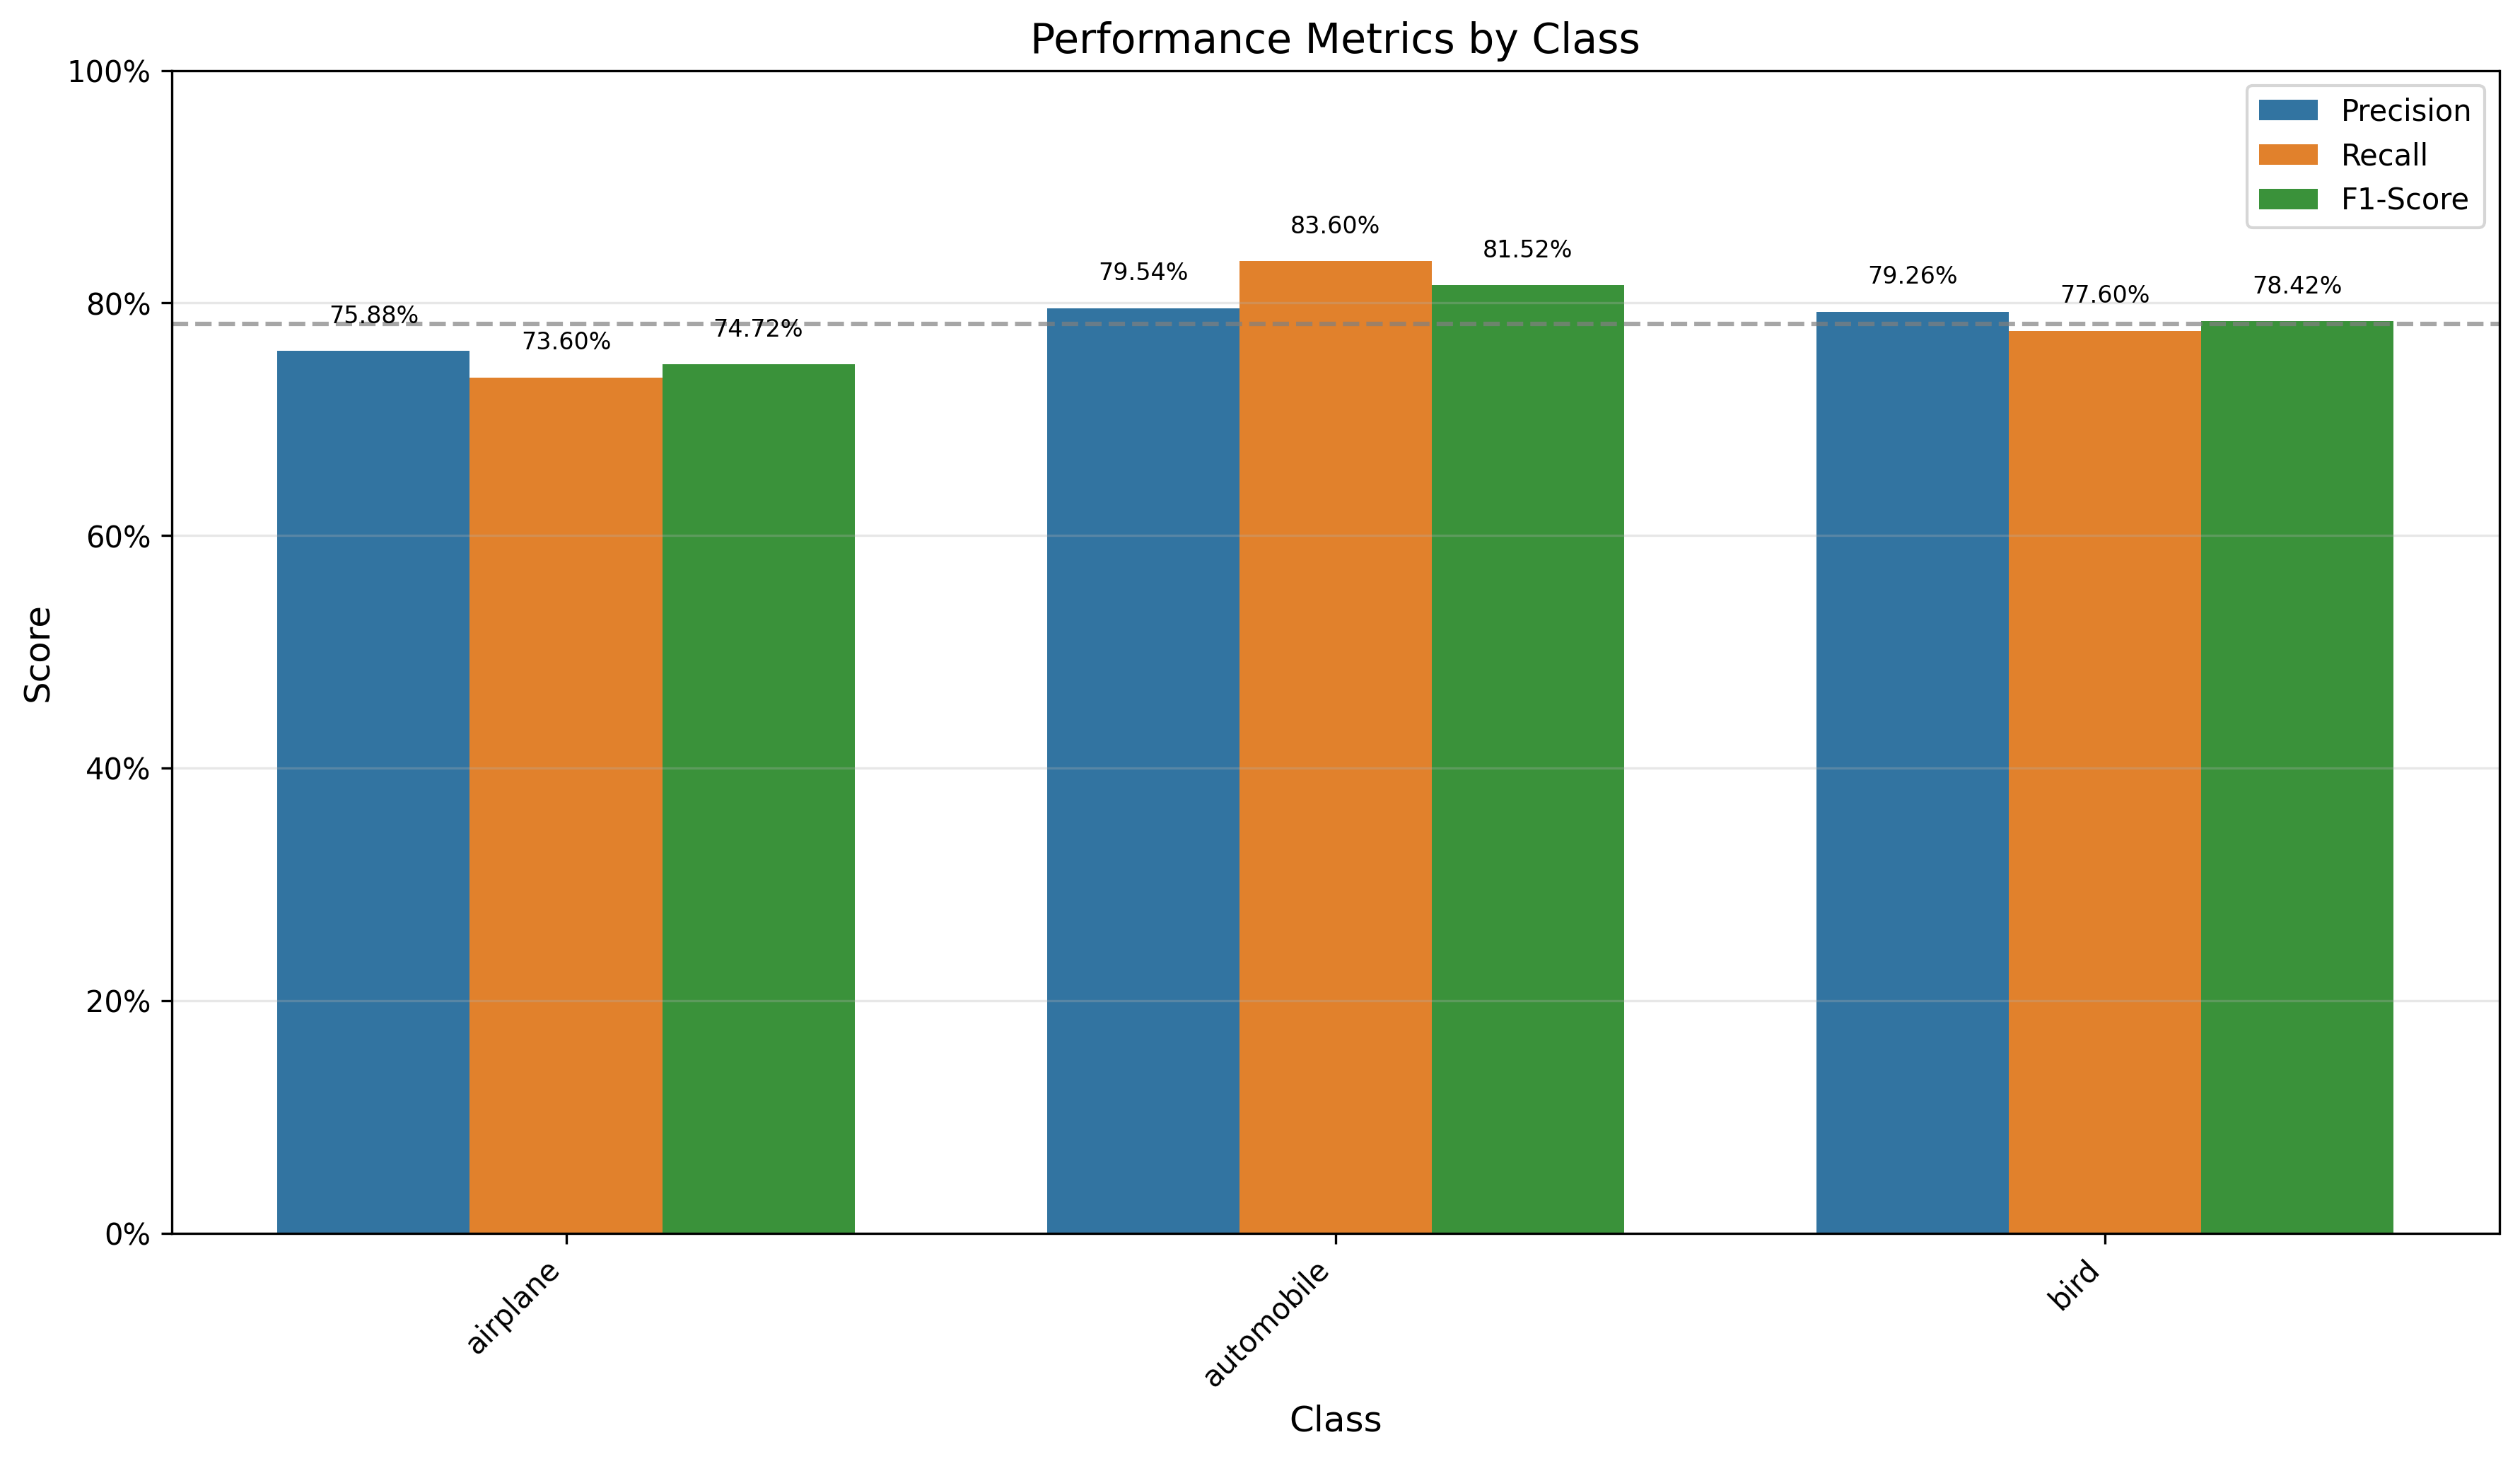 Performance Metrics by Class
100%
80%
60%
40%
20%
0%
Score
Precision
Recall
F1-Score
75.88%
73.60%
74.72%
79.54%
83.60%
81.52%
79.26%
77.60%
78.42%
airplane
automobile
bird
Class